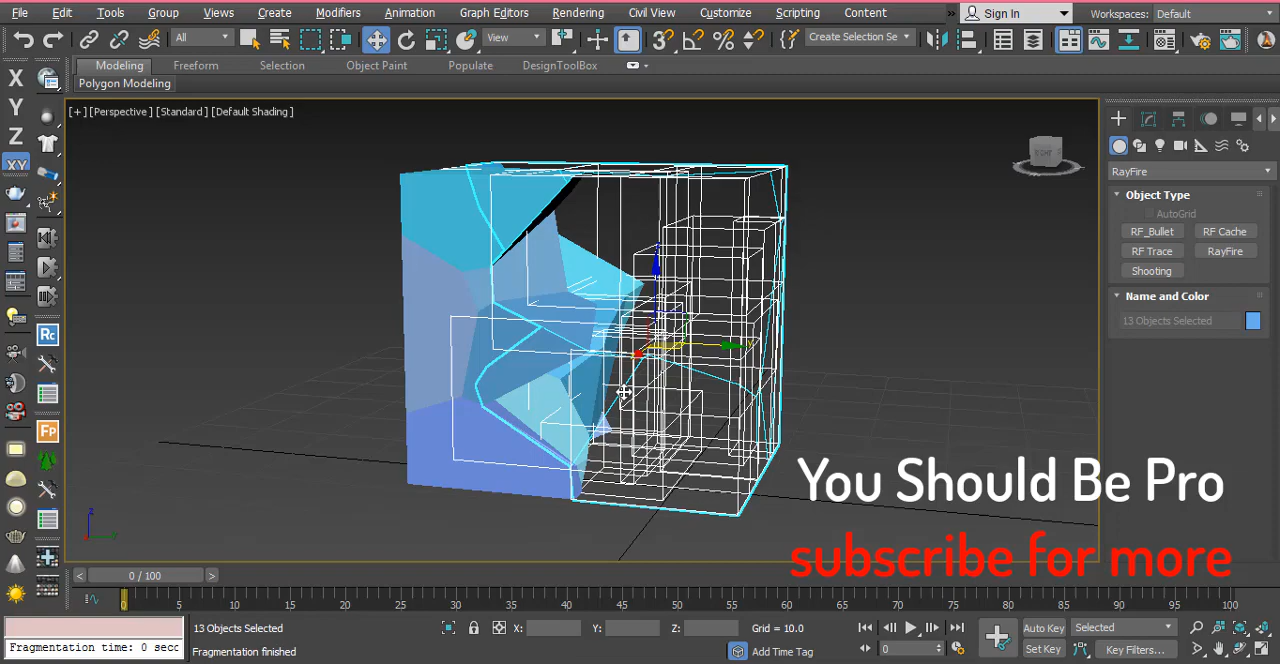 File Edit Tools Group Views Create Modifiers Animation Graph Editors Rendering Civil View Customize Scripting Content » Sign In Workspaces: Default
All View 3 Create Selection Se
Modeling Freeform Selection Object Paint Populate DesignToolBox
Polygon Modeling
X
Y
Z
XY
Rc
Fp
[+] [Perspective] [Standard] [Default Shading]
RayFire
Object Type
AutoGrid
RF_Bullet RF Cache
RF_Trace RayFire
Shooting
Name and Color
13 Objects Selected
You Should Be Pro
subscribe for more
< 0 / 100 >
0 5 10 15 20 25 30 35 40 45 50 55 60 65 70 75 80 85 90 95 100
13 Objects Selected X: Y: Z: Grid = 10.0 Auto Key Selected
Fragmentation time: 0 secc Fragmentation finished Add Time Tag 0 Set Key Key Filters...